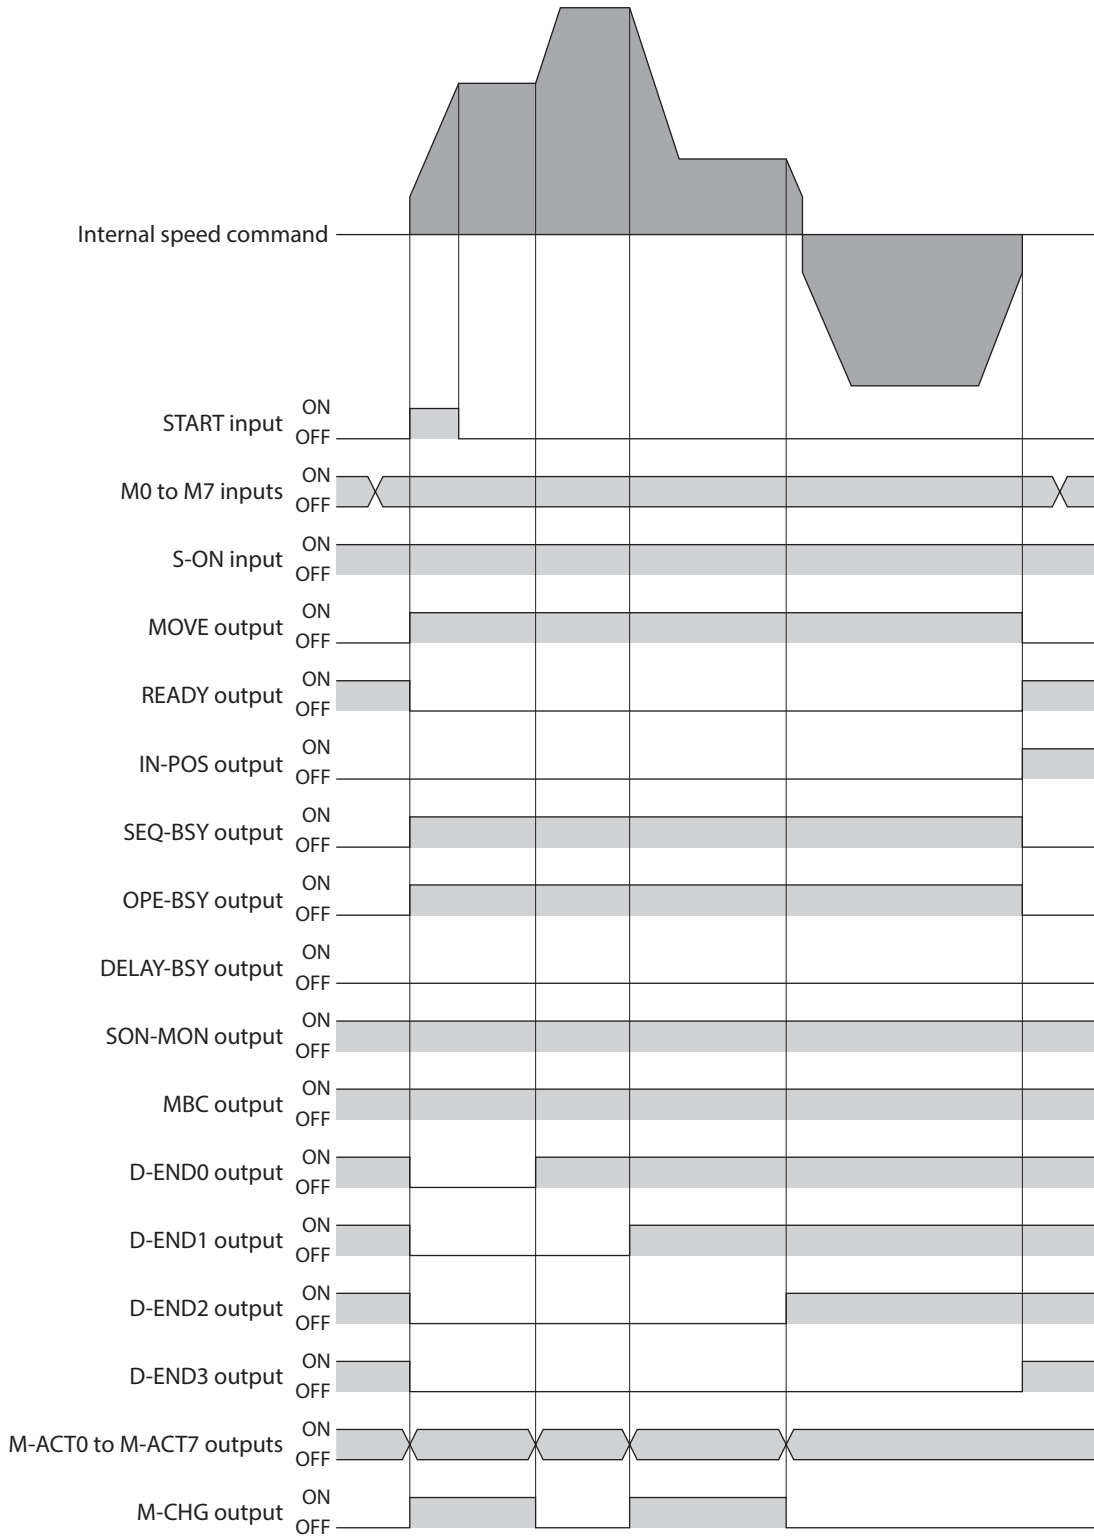 Internal speed command
START input
ON
OFF
M0 to M7 inputs
ON
OFF
S-ON input
ON
OFF
MOVE output
ON
OFF
READY output
ON
OFF
IN-POS output
ON
OFF
SEQ-BSY output
ON
OFF
OPE-BSY output
ON
OFF
DELAY-BSY output
ON
OFF
SON-MON output
ON
OFF
MBC output
ON
OFF
D-END0 output
ON
OFF
D-END1 output
ON
OFF
D-END2 output
ON
OFF
D-END3 output
ON
OFF
M-ACT0 to M-ACT7 outputs
ON
OFF
M-CHG output
ON
OFF